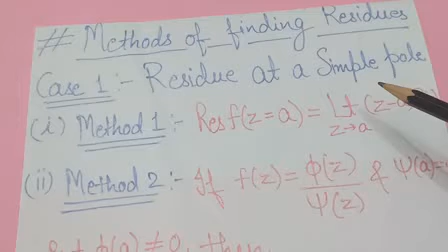 # Methods of finding Residues
Case 1:- Residue at a Simple pole
(i) Method 1:- Res f(z=a) = Lt (z-a
z→a
(ii) Method 2:- If f(z) = ϕ(z) & Ψ(a)=
Ψ(z)
but ϕ(a) ≠ 0, then